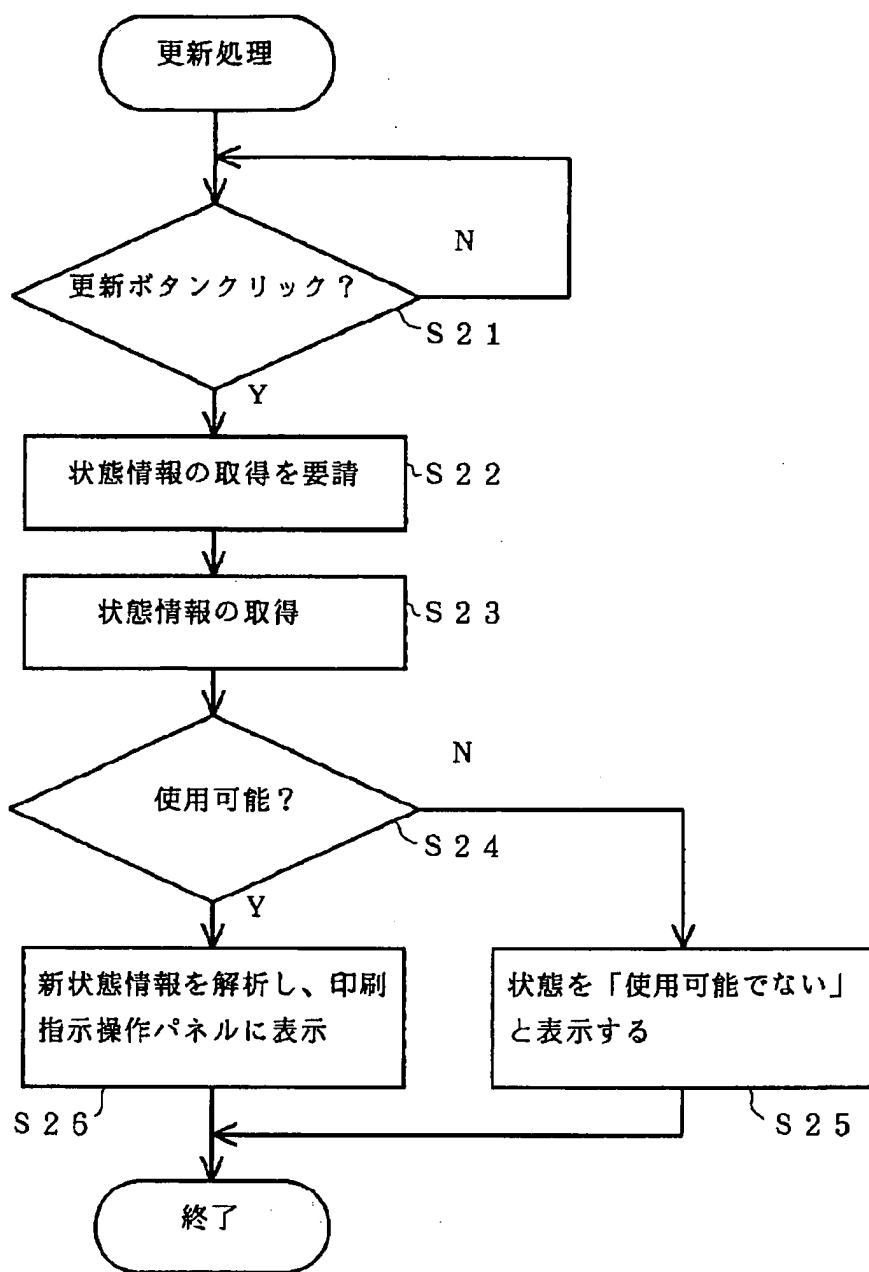 更新処理
N
更新ボタンクリック？
S21
Y
状態情報の取得を要請
S22
状態情報の取得
S23
N
使用可能？
S24
Y
新状態情報を解析し、印刷
指示操作パネルに表示
S26
状態を「使用可能でない」
と表示する
S25
終了